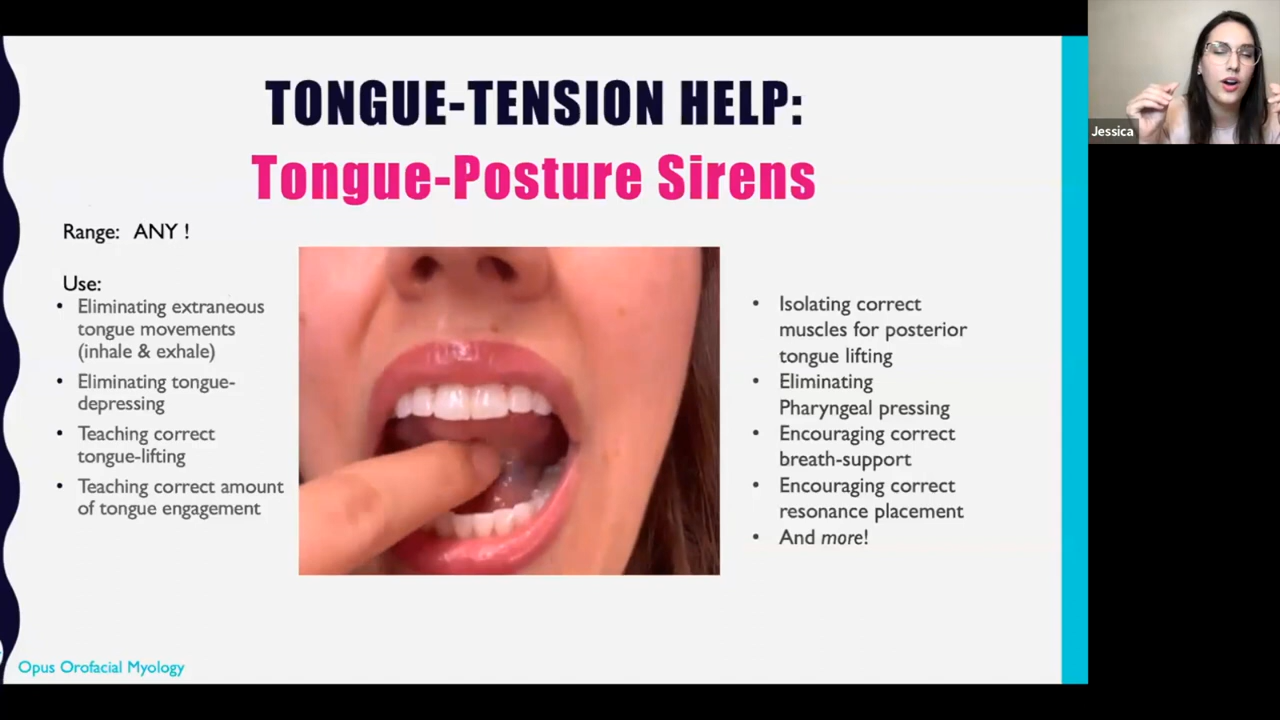 TONGUE-TENSION HELP:
Tongue-Posture Sirens
Range: ANY !
Use:
• Eliminating extraneous
tongue movements
(inhale & exhale)
• Eliminating tongue-
depressing
• Teaching correct
tongue-lifting
• Teaching correct amount
of tongue engagement
• Isolating correct
muscles for posterior
tongue lifting
• Eliminating
Pharyngeal pressing
• Encouraging correct
breath-support
• Encouraging correct
resonance placement
• And more!
Opus Orofacial Myology
Jessica